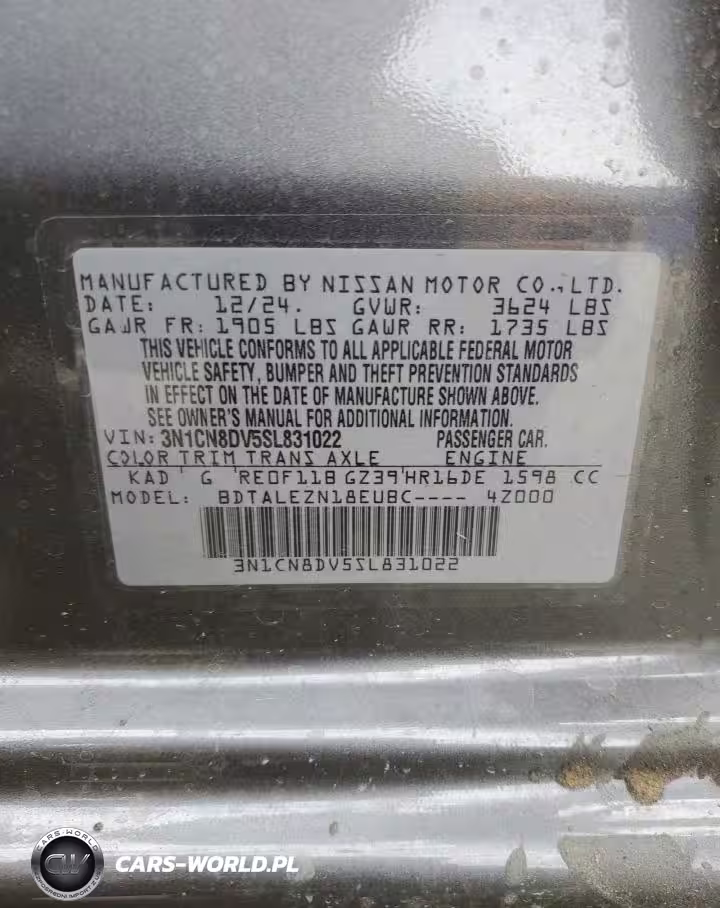 MANUFACTURED BY NISSAN MOTOR CO.,LTD.
DATE: 12/24. GVWR: 3624 LBS
GAWR FR: 1905 LBS GAWR RR: 1735 LBS
THIS VEHICLE CONFORMS TO ALL APPLICABLE FEDERAL MOTOR
VEHICLE SAFETY, BUMPER AND THEFT PREVENTION STANDARDS
IN EFFECT ON THE DATE OF MANUFACTURE SHOWN ABOVE.
SEE OWNER'S MANUAL FOR ADDITIONAL INFORMATION.
VIN: 3N1CN8DV5SL831022 PASSENGER CAR.
COLOR TRIM TRANS AXLE ENGINE
KAD G RE0F11B GZ39 HR16DE 1598 CC
MODEL: BDTALEZN18EUBC---- 4Z000
3N1CN8DV5SL831022
CARS-WORLD
CW
CARS-WORLD.PL